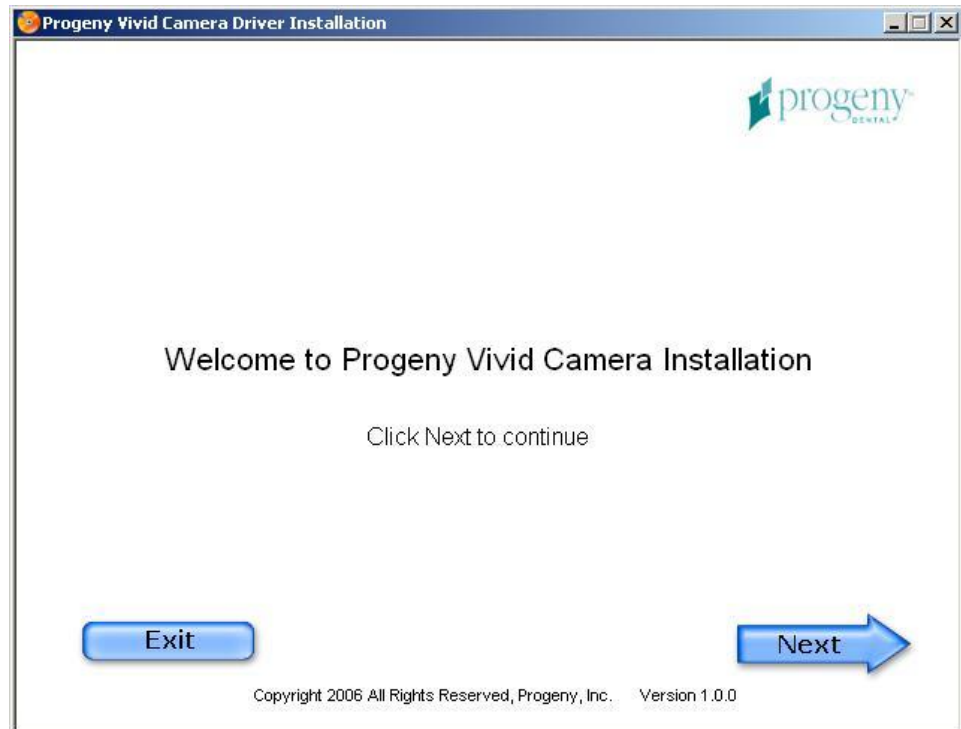 Progeny Vivid Camera Driver Installation
progeny™
DENTAL
Welcome to Progeny Vivid Camera Installation
Click Next to continue
Exit
Next
Copyright 2006 All Rights Reserved, Progeny, Inc. Version 1.0.0